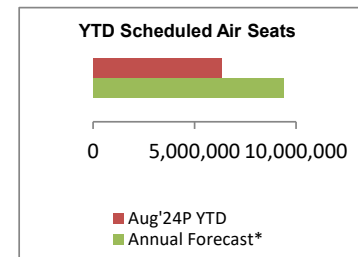 YTD Scheduled Air Seats
0 5,000,000 10,000,000
Aug'24P YTD
Annual Forecast*